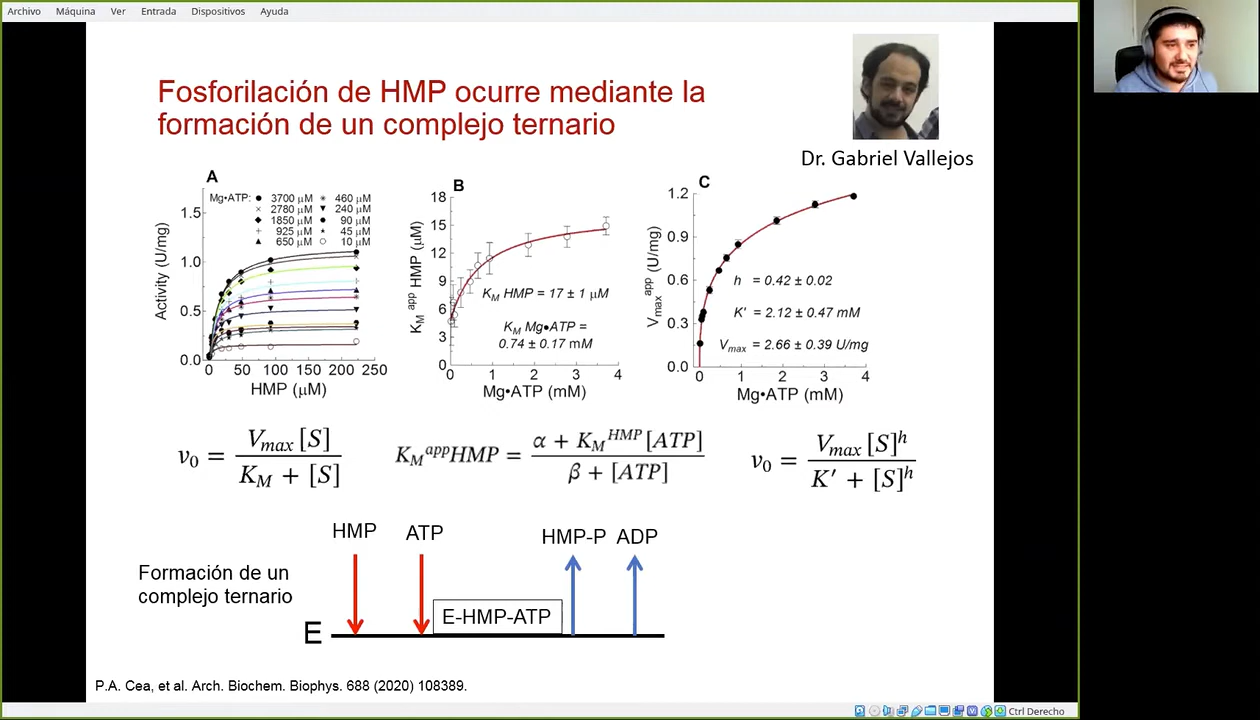 Archivo Máquina Ver Entrada Dispositivos Ayuda
Fosforilación de HMP ocurre mediante la
formación de un complejo ternario
Dr. Gabriel Vallejos
A
Mg•ATP: 3700 μM 460 μM
2780 μM 240 μM
1850 μM 90 μM
925 μM 45 μM
650 μM 10 μM
1.5
1.0
0.5
0.0
Activity (U/mg)
0 50 100 150 200 250
HMP (μM)
B
18
15
12
9
6
3
0
K_M^app HMP (μM)
K_M HMP = 17 ± 1 μM
K_M Mg•ATP =
0.74 ± 0.17 mM
0 1 2 3 4
Mg•ATP (mM)
C
1.2
0.9
0.6
0.3
0.0
V_max^app (U/mg)
h = 0.42 ± 0.02
K' = 2.12 ± 0.47 mM
V_max = 2.66 ± 0.39 U/mg
0 1 2 3 4
Mg•ATP (mM)
v_0 = V_max [S] / K_M + [S]
K_M^app HMP = α + K_M^HMP [ATP] / β + [ATP]
v_0 = V_max [S]^h / K' + [S]^h
HMP ATP HMP-P ADP
Formación de un
complejo ternario
E-HMP-ATP
E
P.A. Cea, et al. Arch. Biochem. Biophys. 688 (2020) 108389.
Ctrl Derecho